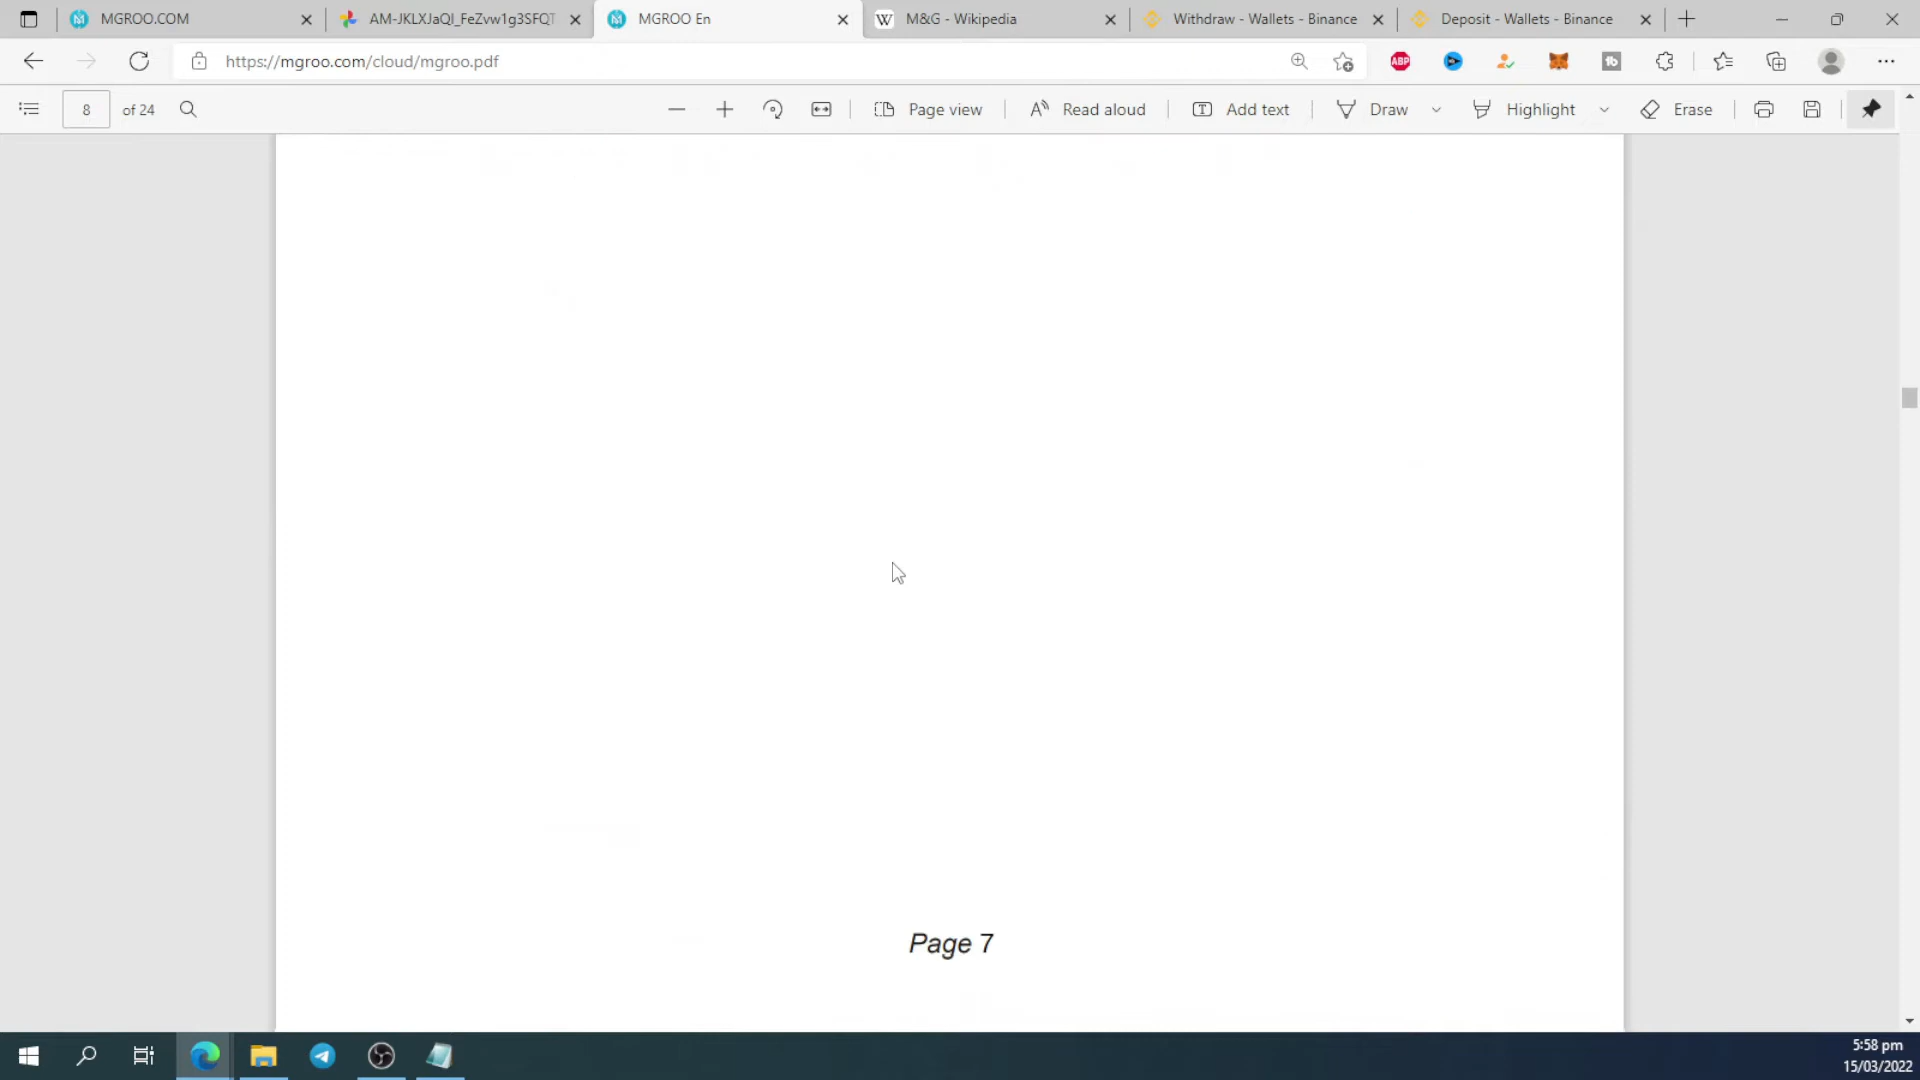 MGROO.COM
AM-JKLXJaQI_FeZvw1g3SFQT
MGROO En
M&G - Wikipedia
Withdraw - Wallets - Binance
Deposit - Wallets - Binance
https://mgroo.com/cloud/mgroo.pdf
ABP
8
of 24
Page view
Read aloud
Add text
Draw
Highlight
Erase
Page 7
5:58 pm
15/03/2022